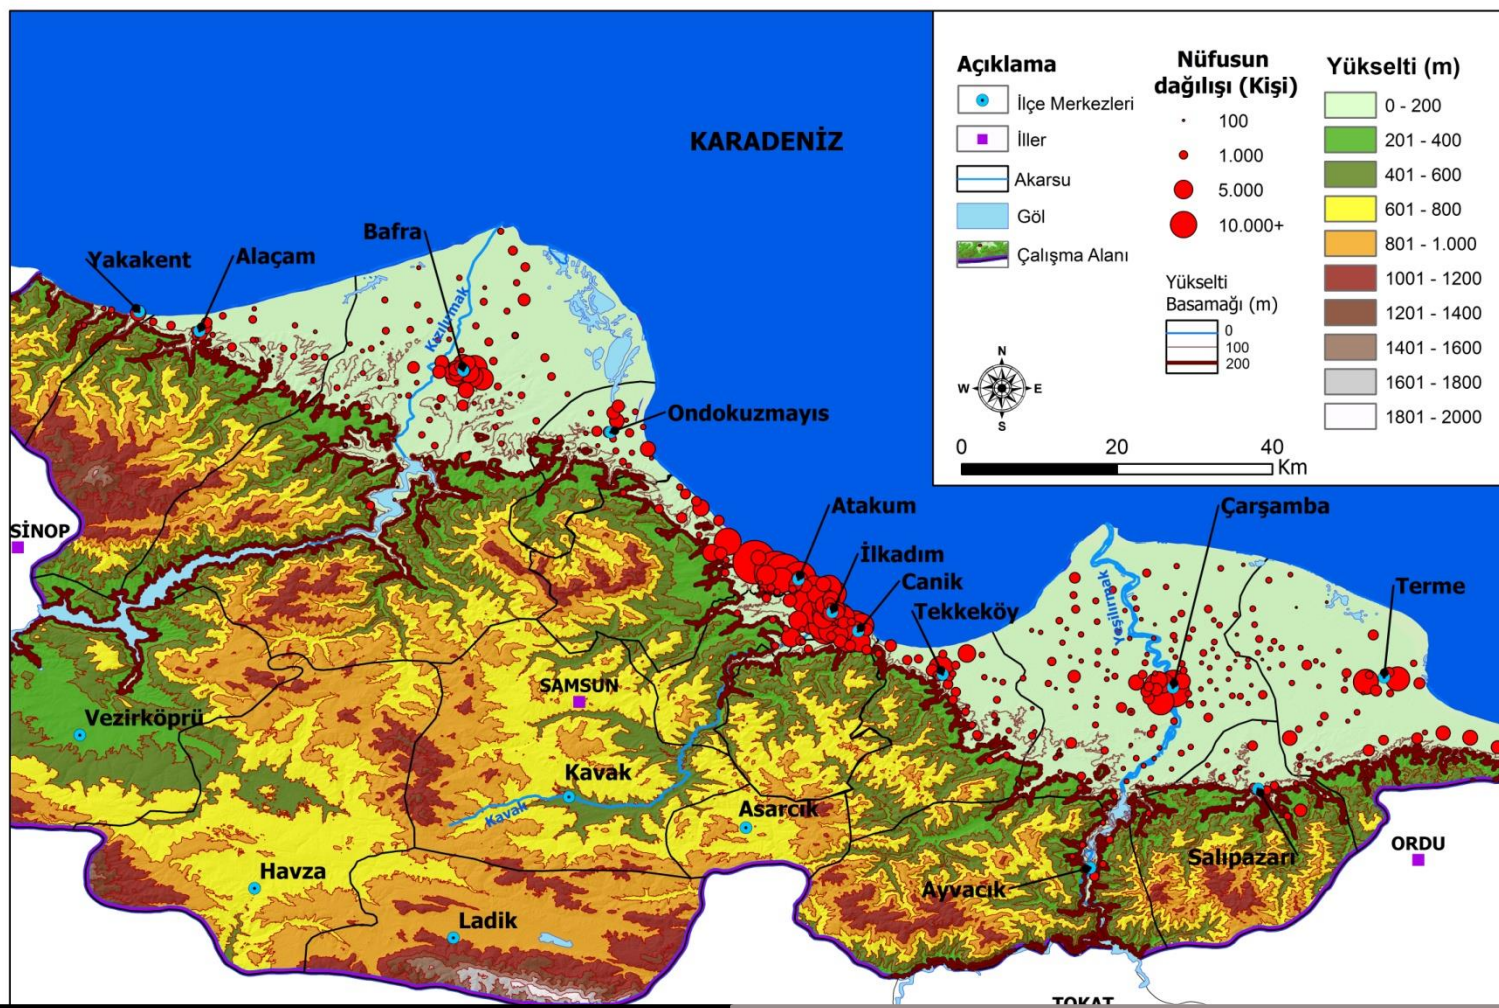 KARADENİZ
Açıklama
İlçe Merkezleri
İller
Akarsu
Göl
Çalışma Alanı
Nüfusun
dağılışı (Kişi)
100
1.000
5.000
10.000+
Yükselti
Basamağı (m)
0
100
200
Yükselti (m)
0 - 200
201 - 400
401 - 600
601 - 800
801 - 1.000
1001 - 1200
1201 - 1400
1401 - 1600
1601 - 1800
1801 - 2000
N
W
E
S
0
20
40
Km
Yakakent
Alaçam
Bafra
Kızılırmak
Ondokuzmayıs
Atakum
İlkadım
Canik
Tekkeköy
Çarşamba
Yeşilırmak
Terme
SİNOP
SAMSUN
Vezirköprü
Kavak
Kavak
Asarcık
Havza
Ladik
Ayvacık
Salıpazarı
ORDU
TOKAT